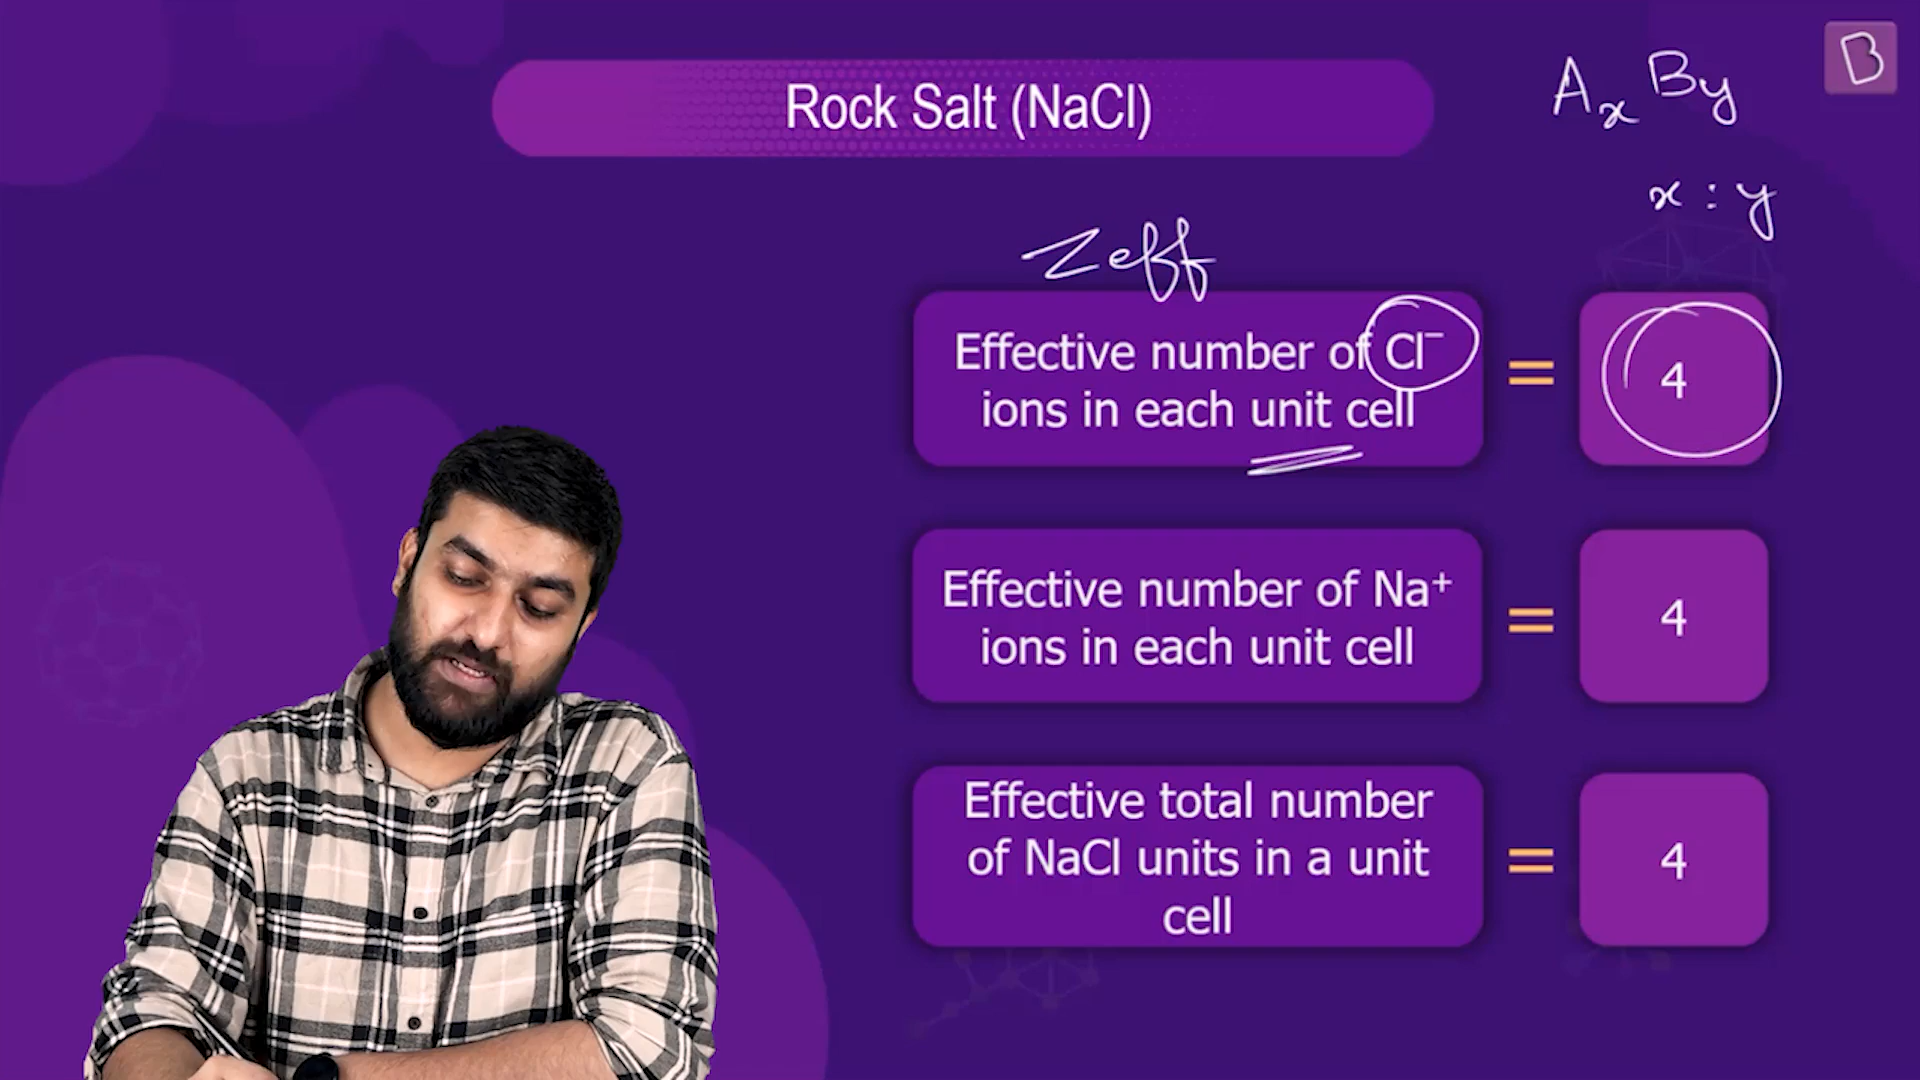 Rock Salt (NaCl)
AₓBᵧ
B
x : y
Zeff
Effective number of Cl⁻
ions in each unit cell
=
4
Effective number of Na⁺
ions in each unit cell
=
4
Effective total number
of NaCl units in a unit
cell
=
4